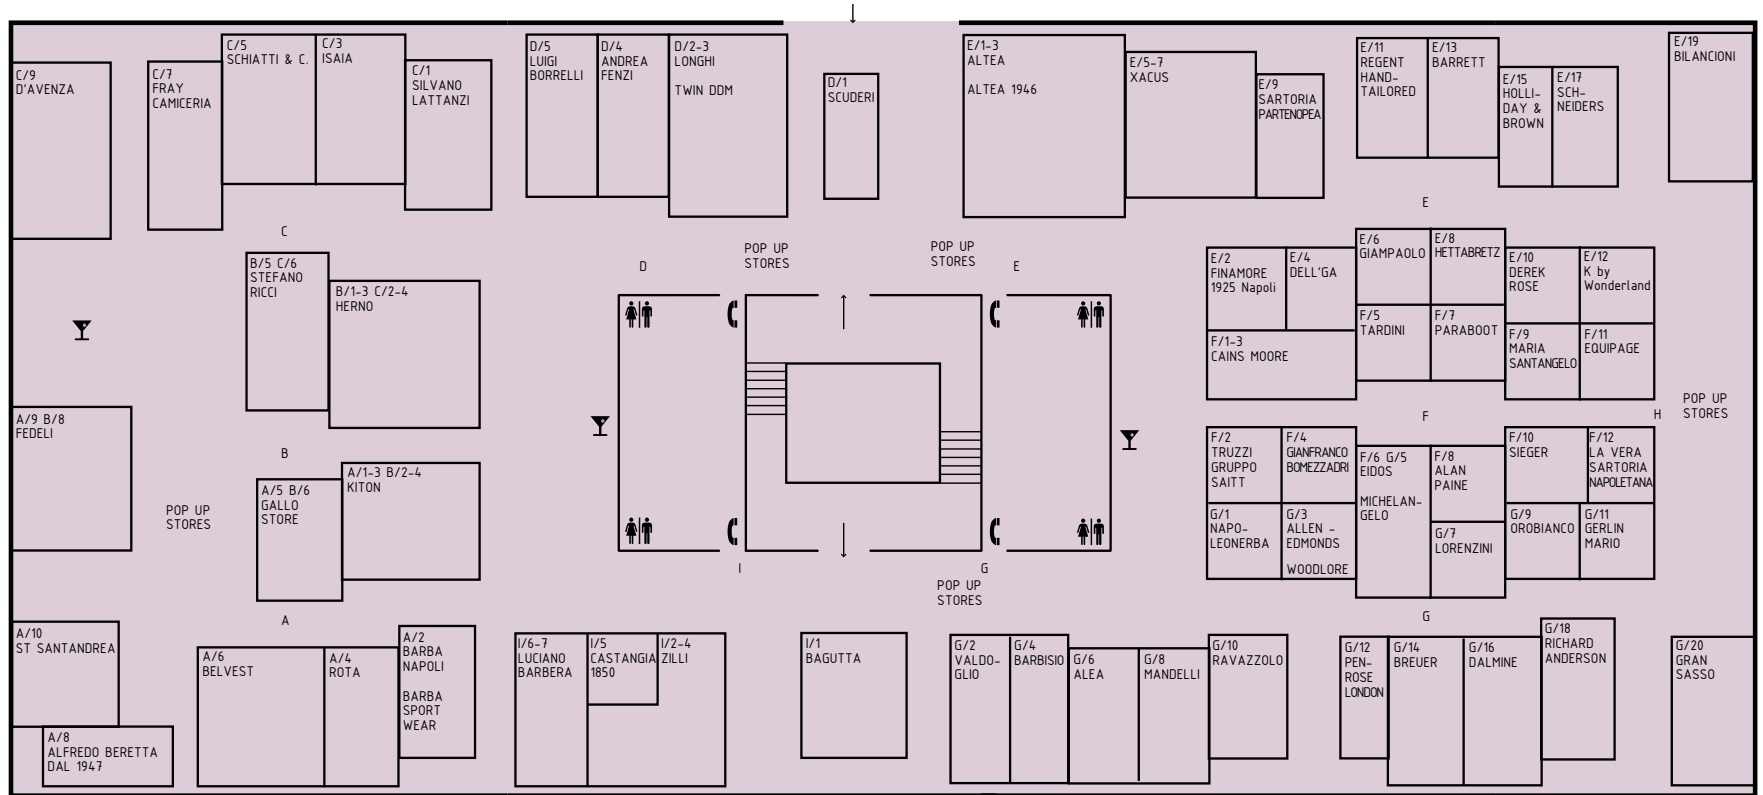 C/9
D'AVENZA
C/7
FRAY
CAMICERIA
C/5
SCHIATTI & C.
C/3
ISAIA
C/1
SILVANO
LATTANZI
D/5
LUIGI
BORRELLI
D/4
ANDREA
FENZI
D/2-3
LONGHI
TWIN DDM
D/1
SCUDERI
E/1-3
ALTEA
ALTEA 1946
E/5-7
XACUS
E/9
SARTORIA
PARTENOPEA
E/11
REGENT
HAND-
TAILORED
E/13
BARRETT
E/15
HOLLI-
DAY &
BROWN
E/17
SCH-
NEIDERS
E/19
BILANCIONI
C
D
POP UP
STORES
POP UP
STORES
E
E
B/5 C/6
STEFANO
RICCI
B/1-3 C/2-4
HERNO
E/2
FINAMORE
1925 Napoli
E/4
DELL'GA
E/6
GIAMPAOLO
E/8
HETTABRETZ
E/10
DEREK
ROSE
E/12
K by
Wonderland
F/1-3
CAINS MOORE
F/5
TARDINI
F/7
PARABOOT
F/9
MARIA
SANTANGELO
F/11
EQUIPAGE
A/9 B/8
FEDELI
B
F
H
POP UP
STORES
A/5 B/6
GALLO
STORE
A/1-3 B/2-4
KITON
POP UP
STORES
F/2
TRUZZI
GRUPPO
SAITT
F/4
GIANFRANCO
BOMEZZADRI
F/6 G/5
EIDOS
MICHELAN-
GELO
F/8
ALAN
PAINE
F/10
SIEGER
F/12
LA VERA
SARTORIA
NAPOLETANA
G/1
NAPO-
LEONERBA
G/3
ALLEN -
EDMONDS
WOODLORE
G/7
LORENZINI
G/9
OROBIANCO
G/11
GERLIN
MARIO
A
I
G
POP UP
STORES
G
A/10
ST SANTANDREA
A/8
ALFREDO BERETTA
DAL 1947
A/6
BELVEST
A/4
ROTA
A/2
BARBA
NAPOLI
BARBA
SPORT
WEAR
I/6-7
LUCIANO
BARBERA
I/5
CASTANGIA
1850
I/2-4
ZILLI
I/1
BAGUTTA
G/2
VALDO-
GLIO
G/4
BARBISIO
G/6
ALEA
G/8
MANDELLI
G/10
RAVAZZOLO
G/12
PEN-
ROSE
LONDON
G/14
BREUER
G/16
DALMINE
G/18
RICHARD
ANDERSON
G/20
GRAN
SASSO